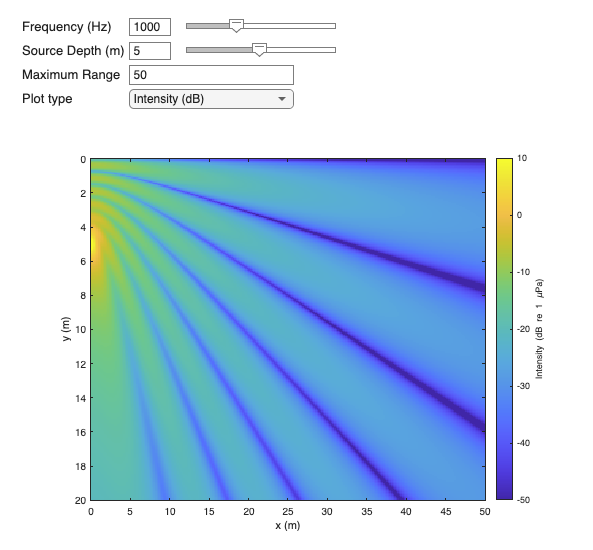 Frequency (Hz) 1000
Source Depth (m) 5
Maximum Range 50
Plot type Intensity (dB)
0
2
4
6
8
10
12
14
16
18
20
y (m)
0 5 10 15 20 25 30 35 40 45 50
x (m)
10
0
-10
-20
-30
-40
-50
Intensity (dB re 1 μPa)